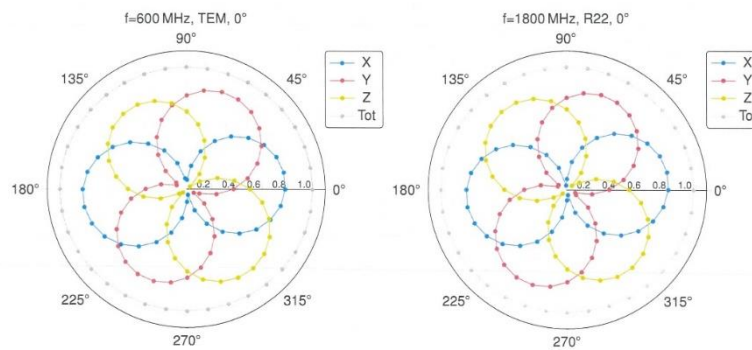 f=600 MHz, TEM, 0°
90°
135°
45°
X
Y
Z
Tot
180°
0.2 0.4 0.6 0.8 1.0
0°
225°
315°
270°
f=1800 MHz, R22, 0°
90°
135°
45°
X
Y
Z
Tot
180°
0.2 0.4 0.6 0.8 1.0
0°
225°
315°
270°